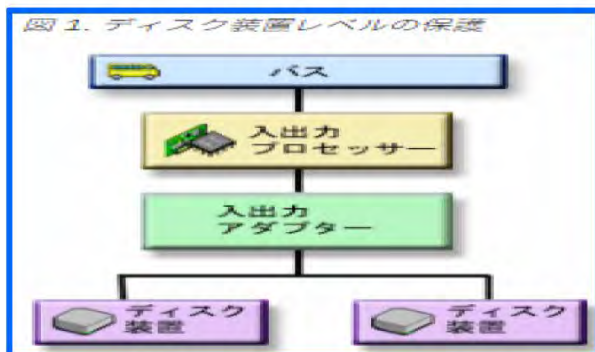 図 1. ディスク装置レベルの保護
バス
入出力
プロセッサー
入出力
アダプター
ディスク
装置
ディスク
装置